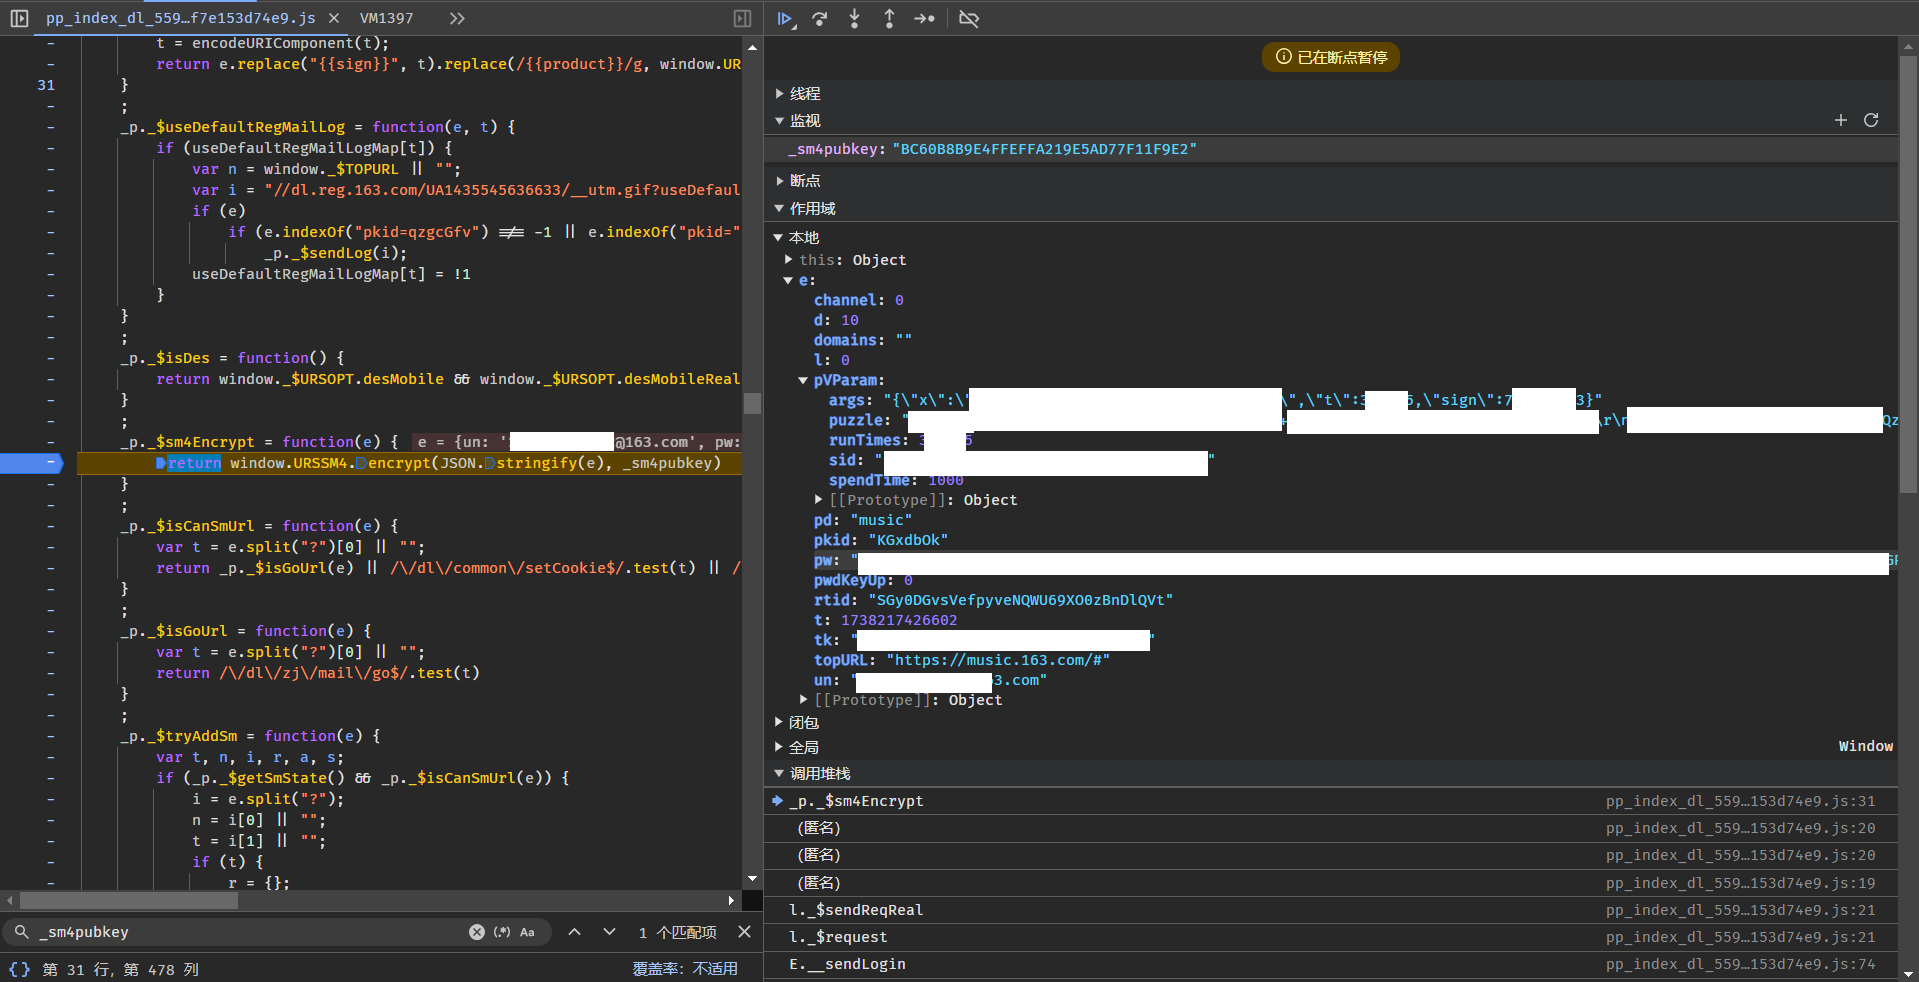 pp_index_dl_559…f7e153d74e9.js × VM1397 »
t = encodeURIComponent(t);
return e.replace("{{sign}}", t).replace(/{{product}}/g, window.UR
31 }
;
_p._$useDefaultRegMailLog = function(e, t) {
if (useDefaultRegMailLogMap[t]) {
var n = window._$TOPURL || "";
var i = "//dl.reg.163.com/UA1435545636633/__utm.gif?useDefaul
if (e)
if (e.indexOf("pkid=qzgcGfv") !== -1 || e.indexOf("pkid="
_p._$sendLog(i);
useDefaultRegMailLogMap[t] = !1
}
}
;
_p._$isDes = function() {
return window._$URSOPT.desMobile && window._$URSOPT.desMobileReal
}
;
_p._$sm4Encrypt = function(e) { e = {un: ' @163.com', pw:
return window.URSSM4.encrypt(JSON.stringify(e), _sm4pubkey)
}
;
_p._$isCanSmUrl = function(e) {
var t = e.split("?")[0] || "";
return _p._$isGoUrl(e) || /\/dl\/common\/setCookie$/.test(t) || /
}
;
_p._$isGoUrl = function(e) {
var t = e.split("?")[0] || "";
return /\/dl\/zj\/mail\/go$/.test(t)
}
;
_p._$tryAddSm = function(e) {
var t, n, i, r, a, s;
if (_p._$getSmState() && _p._$isCanSmUrl(e)) {
i = e.split("?");
n = i[0] || "";
t = i[1] || "";
if (t) {
r = {};
_sm4pubkey (.*) Aa 1 个匹配项
{} 第 31 行, 第 478 列 覆盖率: 不适用
已在断点暂停
线程
监视
_sm4pubkey: "BC60B8B9E4FFEFFA219E5AD77F11F9E2"
断点
作用域
本地
this: Object
e:
channel: 0
d: 10
domains: ""
l: 0
pVParam:
args: "{\"x\":\" \",\"t\":3 5,\"sign\":7 3}"
puzzle: " \r\r Qz
runTimes: 3 5
sid: " "
spendTime: 1000
[[Prototype]]: Object
pd: "music"
pkid: "KGxdbOk"
pw: "
pwdKeyUp: 0
rtid: "SGy0DGvsVefpyveNQWU69XO0zBnDlQVt"
t: 1738217426602
tk: " "
topURL: "https://music.163.com/#"
un: " 3.com"
[[Prototype]]: Object
闭包
全局 Window
调用堆栈
_p._$sm4Encrypt pp_index_dl_559…153d74e9.js:31
(匿名) pp_index_dl_559…153d74e9.js:20
(匿名) pp_index_dl_559…153d74e9.js:20
(匿名) pp_index_dl_559…153d74e9.js:19
l._$sendReqReal pp_index_dl_559…153d74e9.js:21
l._$request pp_index_dl_559…153d74e9.js:21
E.__sendLogin pp_index_dl_559…153d74e9.js:74